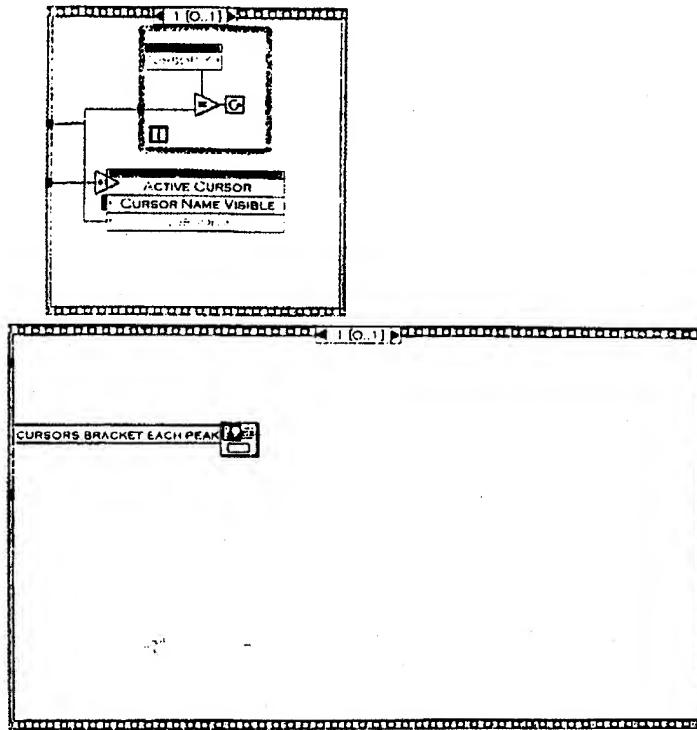 1 [0..1]
ACTIVE CURSOR
CURSOR NAME VISIBLE
1 [0..1]
CURSORS BRACKET EACH PEAK